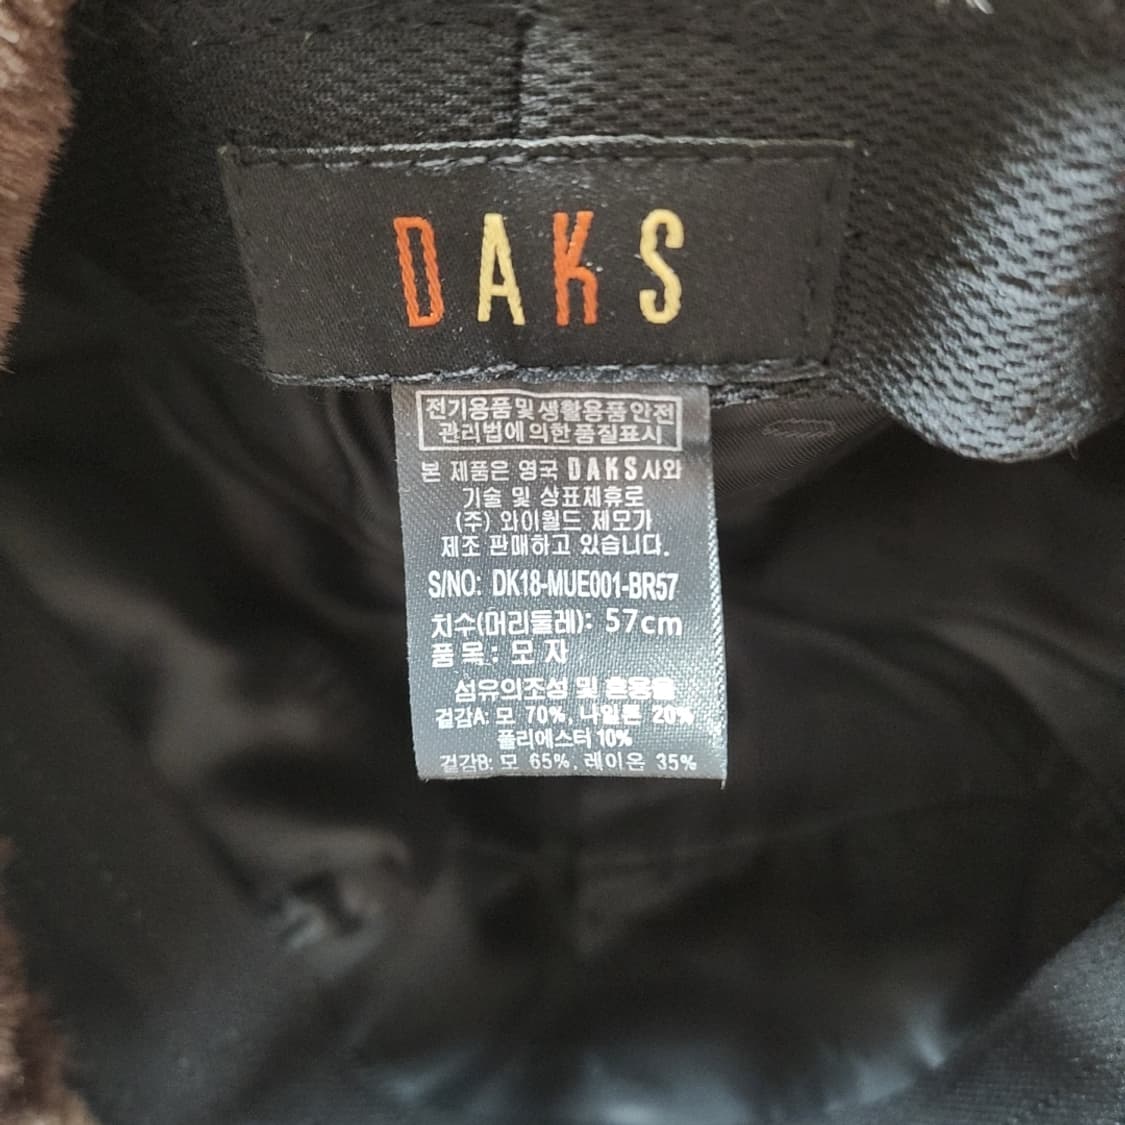 DAKS
전기용품및생활용품안전
관리법에의한품질표시
본 제품은 영국 DAKS사와
기술 및 상표제휴로
(주) 와이월드 제모가
제조 판매하고 있습니다.
S/NO: DK18-MUE001-BR57
치수(머리둘레): 57cm
품목: 모자
섬유의조성 및 혼용율
겉감A: 모 70%, 나일론 20%
폴리에스터 10%
겉감B: 모 65%, 레이온 35%